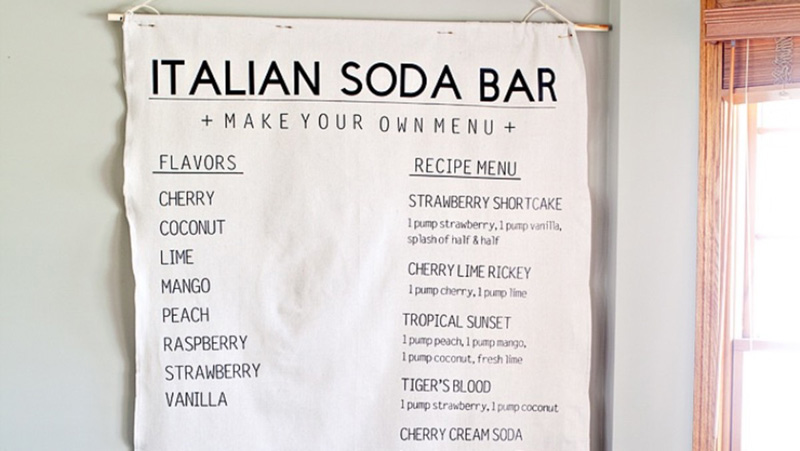 ITALIAN SODA BAR
+ MAKE YOUR OWN MENU +
FLAVORS
CHERRY
COCONUT
LIME
MANGO
PEACH
RASPBERRY
STRAWBERRY
VANILLA
RECIPE MENU
STRAWBERRY SHORTCAKE
1 pump strawberry, 1 pump vanilla,
splash of half & half
CHERRY LIME RICKEY
1 pump cherry, 1 pump lime
TROPICAL SUNSET
1 pump peach, 1 pump mango,
1 pump coconut, fresh lime
TIGER'S BLOOD
1 pump strawberry, 1 pump coconut
CHERRY CREAM SODA